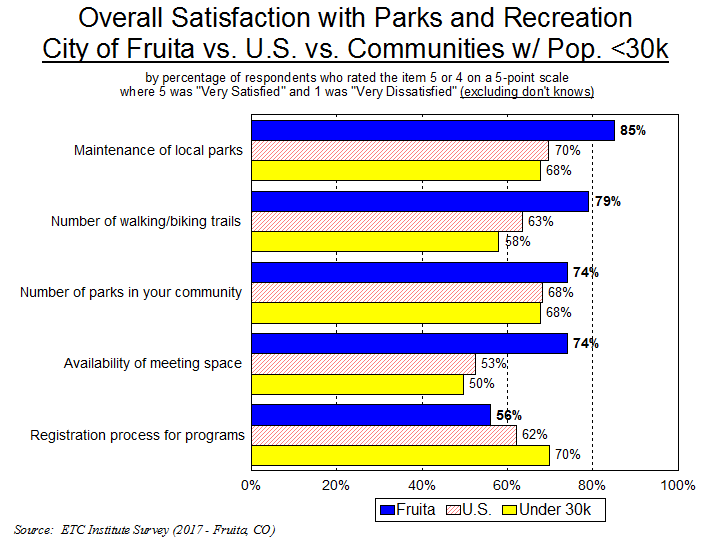 Overall Satisfaction with Parks and Recreation
City of Fruita vs. U.S. vs. Communities w/ Pop. <30k
by percentage of respondents who rated the item 5 or 4 on a 5-point scale
where 5 was "Very Satisfied" and 1 was "Very Dissatisfied" (excluding don't knows)
85%
Maintenance of local parks
70%
68%
79%
Number of walking/biking trails
63%
58%
74%
Number of parks in your community
68%
68%
74%
Availability of meeting space
53%
50%
56%
Registration process for programs
62%
70%
0% 20% 40% 60% 80% 100%
Fruita U.S. Under 30k
Source: ETC Institute Survey (2017 - Fruita, CO)